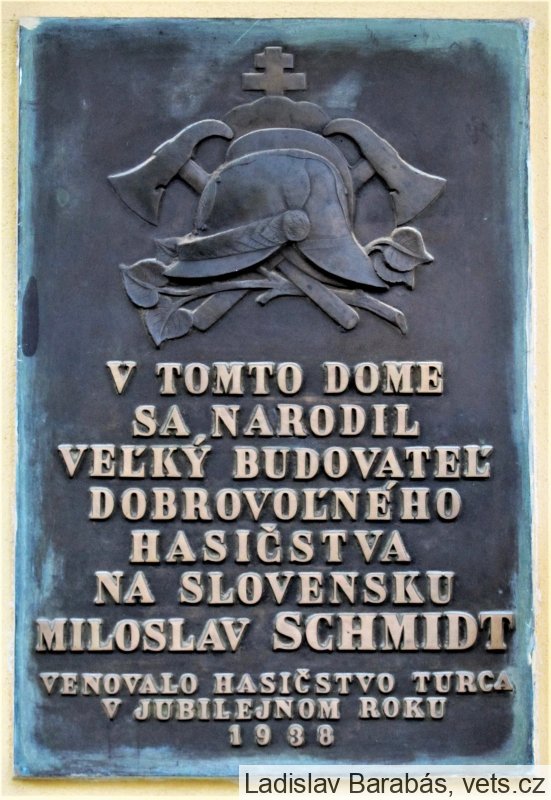 V TOMTO DOME
SA NARODIL
VEĽKÝ BUDOVATEĽ
DOBROVOĽNÉHO
HASIČSTVA
NA SLOVENSKU
MILOSLAV SCHMIDT
VENOVALO HASIČSTVO TURCA
V JUBILEJNOM ROKU
1938
Ladislav Barabás, vets.cz